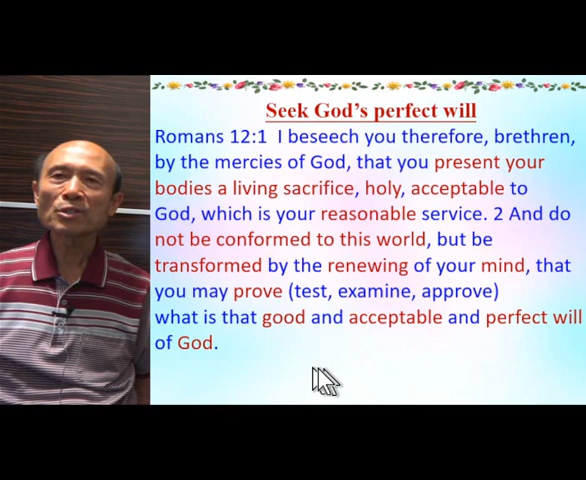 Seek God's perfect will
Romans 12:1 I beseech you therefore, brethren,
by the mercies of God, that you present your
bodies a living sacrifice, holy, acceptable to
God, which is your reasonable service. 2 And do
not be conformed to this world, but be
transformed by the renewing of your mind, that
you may prove (test, examine, approve)
what is that good and acceptable and perfect will
of God.